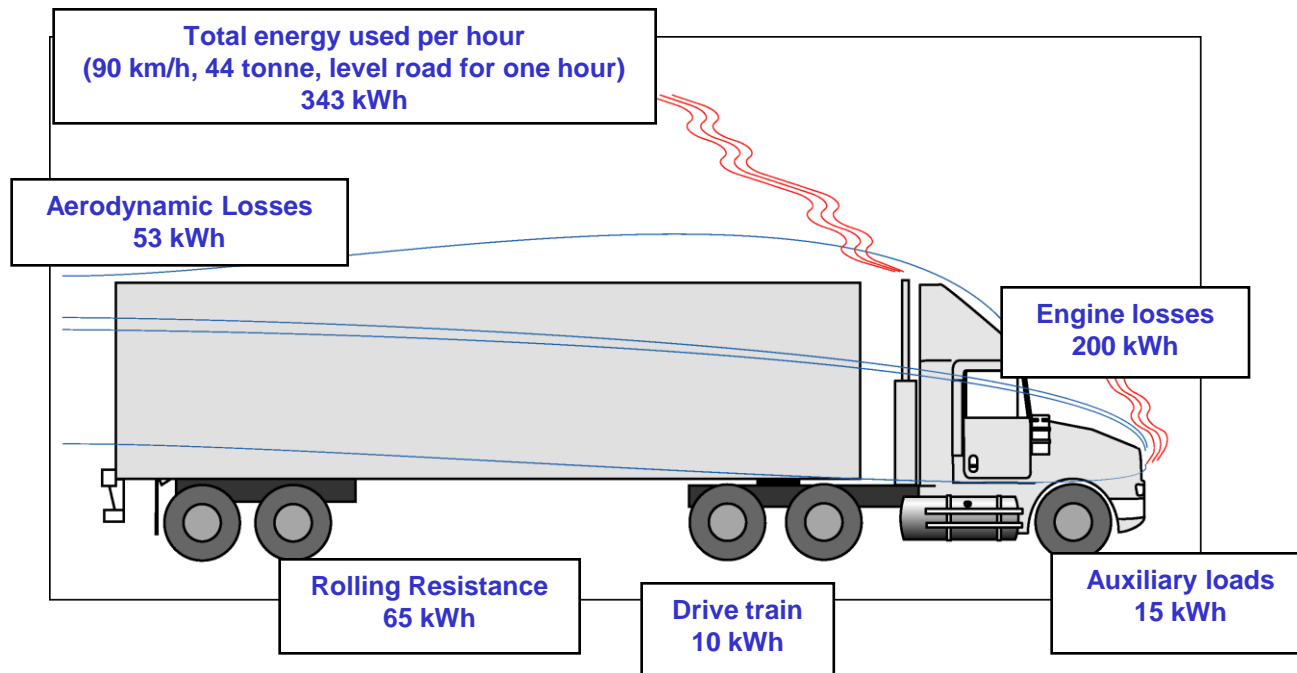 Total energy used per hour
(90 km/h, 44 tonne, level road for one hour)
343 kWh
Aerodynamic Losses
53 kWh
Engine losses
200 kWh
Rolling Resistance
65 kWh
Drive train
10 kWh
Auxiliary loads
15 kWh